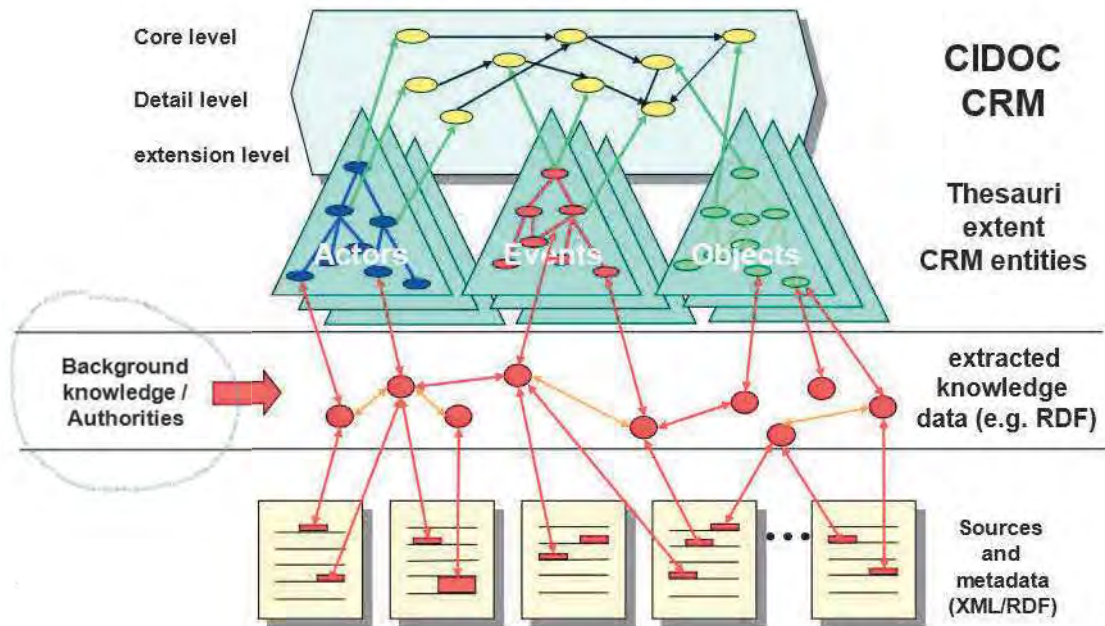 Core level
Detail level
extension level
CIDOC
CRM
Thesauri
extent
CRM entities
Actors
Events
Objects
Background
knowledge /
Authorities
extracted
knowledge
data (e.g. RDF)
Sources
and
metadata
(XML/RDF)